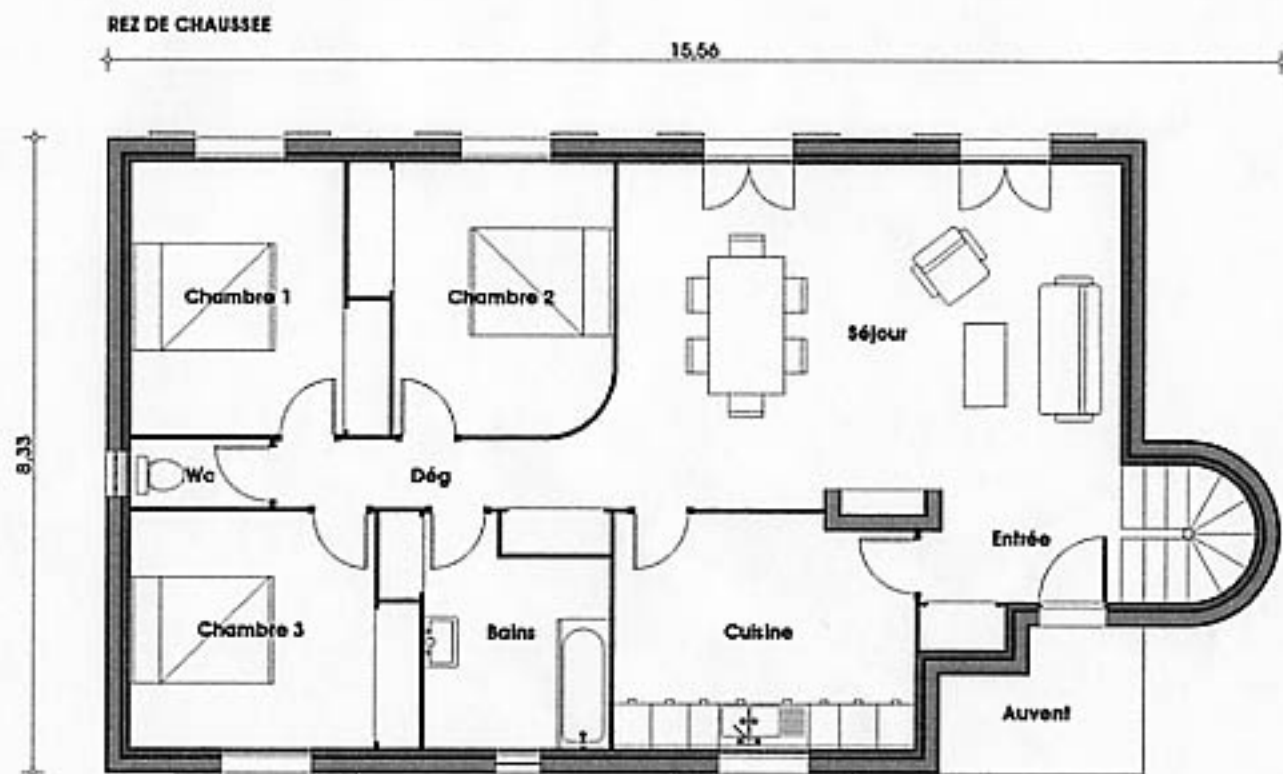 REZ DE CHAUSSEE
15,56
8,33
Chambre 1
Chambre 2
Séjour
Wc
Dég
Entrée
Chambre 3
Bains
Cuisine
Auvent